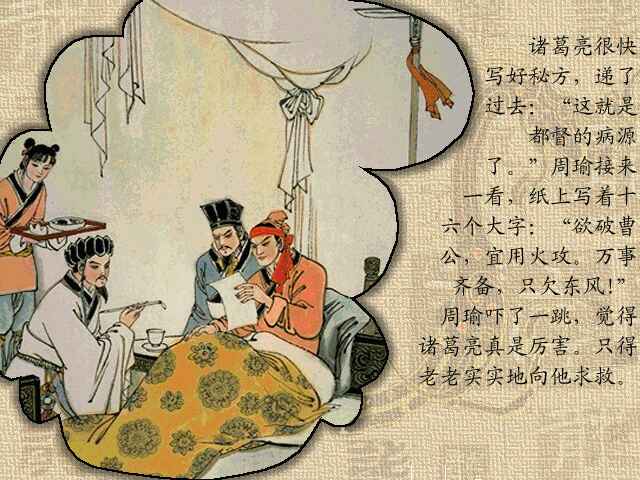 诸葛亮很快
写好秘方，递了
过去：“这就是
都督的病源
了。”周瑜接来
一看，纸上写着十
六个大字：“欲破曹
公，宜用火攻。万事
齐备，只欠东风!”
周瑜吓了一跳，觉得
诸葛亮真是厉害。只得
老老实实地向他求救。